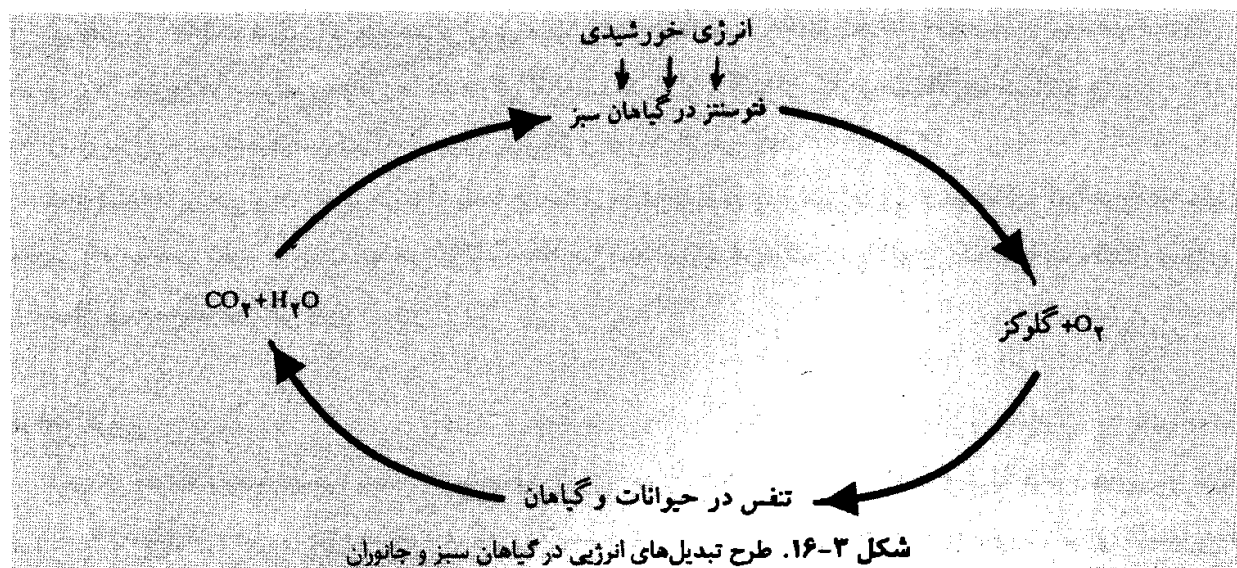 انرژی خورشیدی
فتوسنتز در گیاهان سبز
CO۲+H۲O
گلوکز +O۲
تنفس در حیوانات و گیاهان
شکل ۳-۱۶. طرح تبدیل‌های انرژیی در گیاهان سبز و جانوران